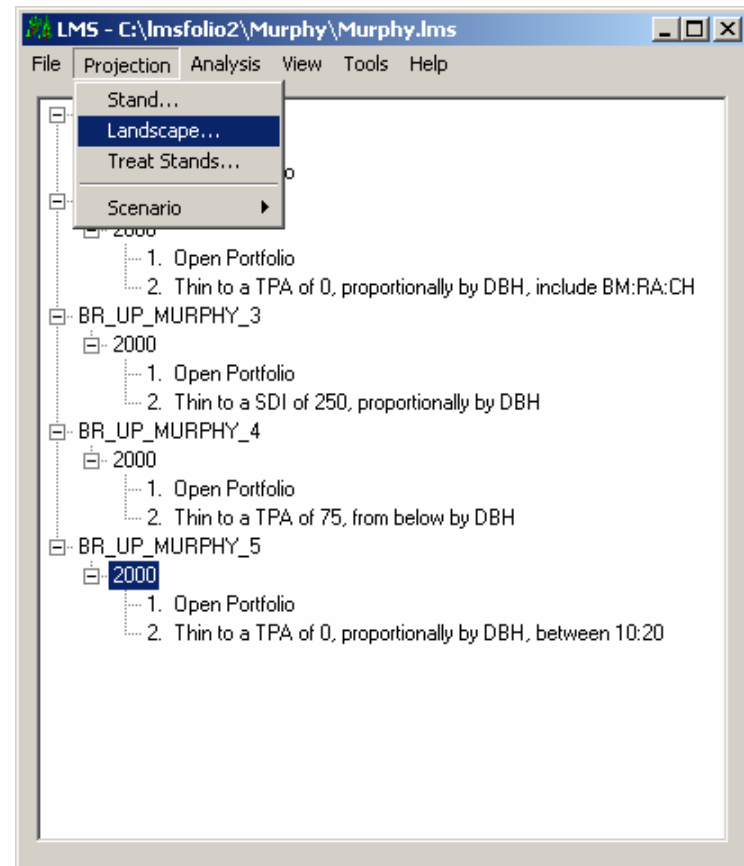 LMS - C:\lmsfolio2\Murphy\Murphy.lms
File Projection Analysis View Tools Help
Stand...
Landscape...
Treat Stands...
Scenario
2000
1. Open Portfolio
2. Thin to a TPA of 0, proportionally by DBH, include BM:RA:CH
BR_UP_MURPHY_3
2000
1. Open Portfolio
2. Thin to a SDI of 250, proportionally by DBH
BR_UP_MURPHY_4
2000
1. Open Portfolio
2. Thin to a TPA of 75, from below by DBH
BR_UP_MURPHY_5
2000
1. Open Portfolio
2. Thin to a TPA of 0, proportionally by DBH, between 10:20